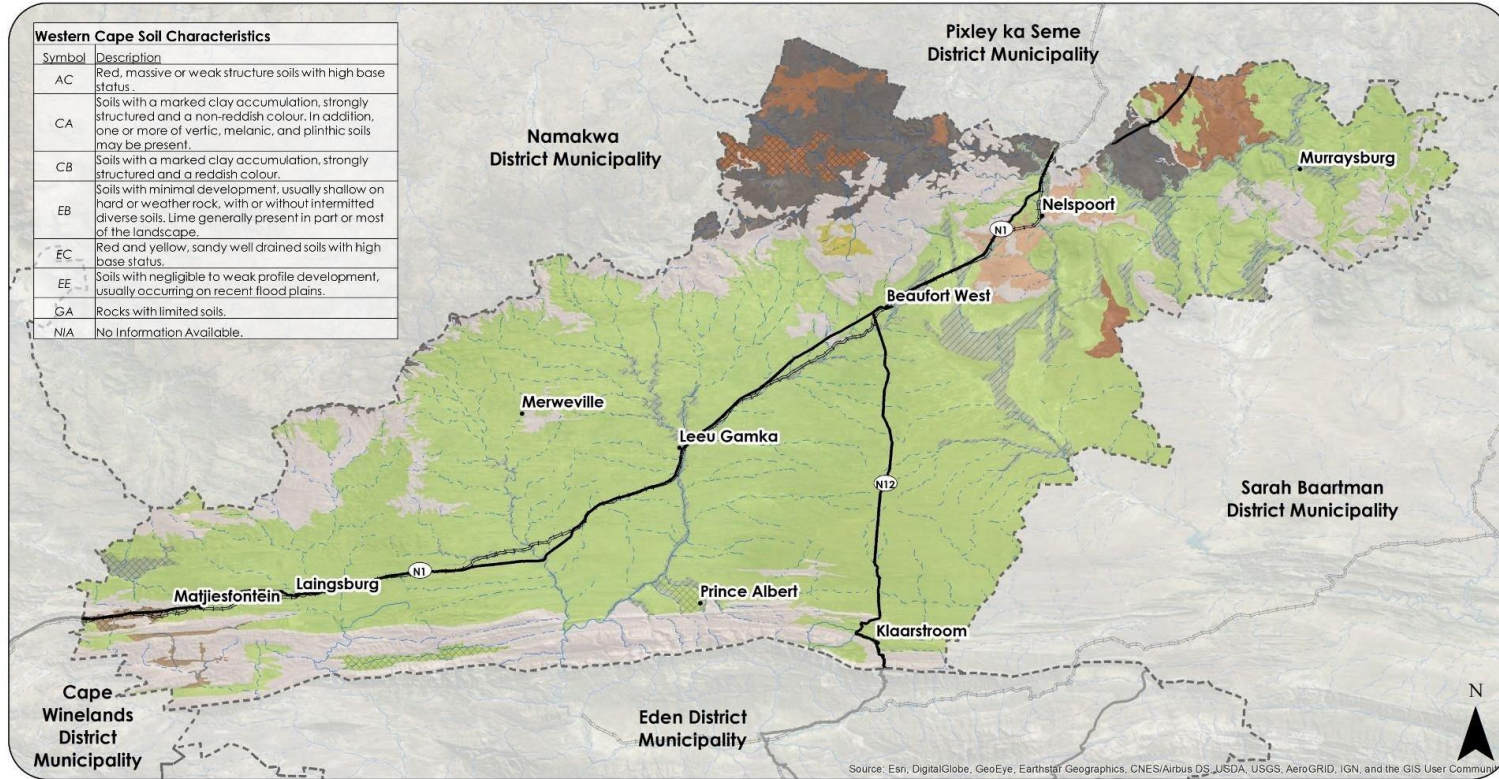 Western Cape Soil Characteristics
Symbol Description
AC Red, massive or weak structure soils with high base
status .
CA Soils with a marked clay accumulation, strongly
structured and a non-reddish colour. In addition,
one or more of vertic, melanic, and plinthic soils
may be present.
CB Soils with a marked clay accumulation, strongly
structured and a reddish colour.
EB Soils with minimal development, usually shallow on
hard or weather rock, with or without intermitted
diverse soils. Lime generally present in part or most
of the landscape.
EC Red and yellow, sandy well drained soils with high
base status.
EE Soils with negligible to weak profile development,
usually occurring on recent flood plains.
GA Rocks with limited soils.
NIA No Information Available.
Pixley ka Seme
District Municipality
Namakwa
District Municipality
Murraysburg
Nelspoort
N1
Beaufort West
Merweville
Leeu Gamka
N12
Sarah Baartman
District Municipality
N1
Laingsburg
Matjiesfontein
Prince Albert
Klaarstroom
Cape
Winelands
District
Municipality
Eden District
Municipality
N
Source: Esri, DigitalGlobe, GeoEye, Earthstar Geographics, CNES/Airbus DS, USDA, USGS, AeroGRID, IGN, and the GIS User